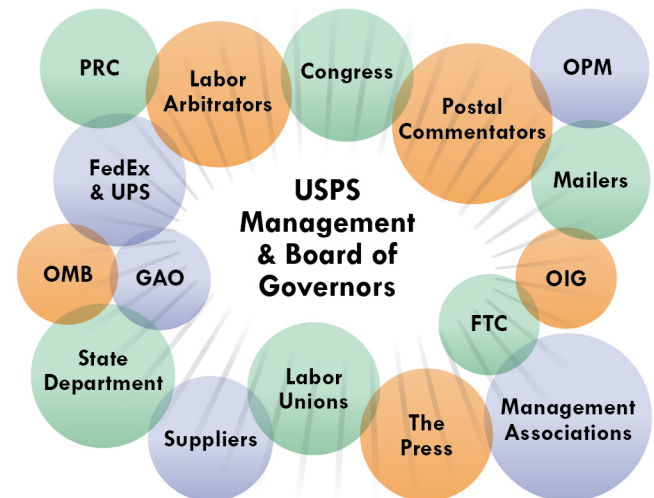 PRC
Labor
Arbitrators
Congress
Postal
Commentators
OPM
FedEx
& UPS
Mailers
USPS
Management
& Board of
Governors
OMB
GAO
OIG
FTC
State
Department
Suppliers
Labor
Unions
The
Press
Management
Associations